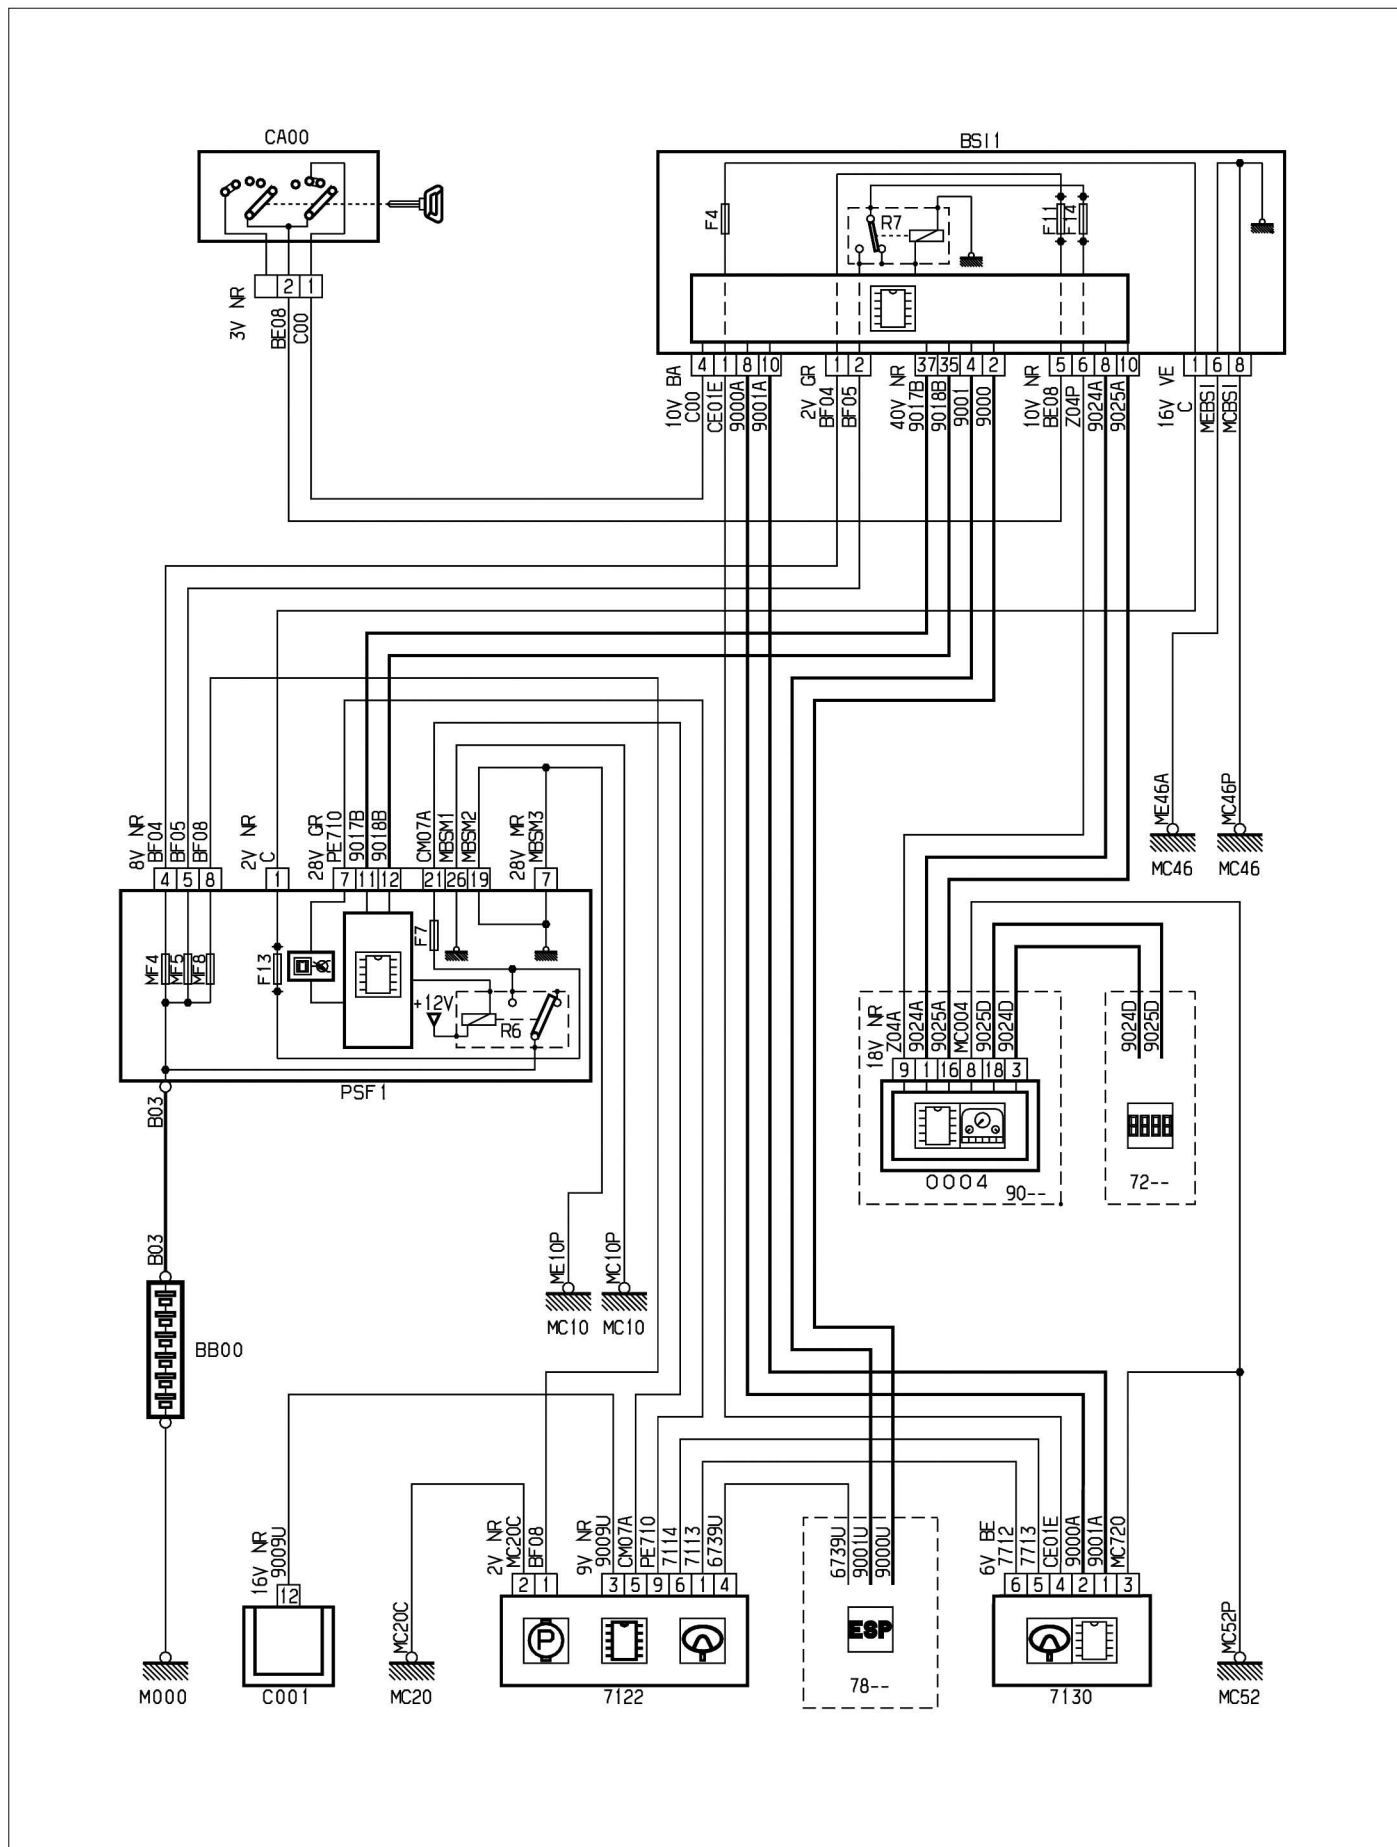 CA00
BSI1
F4
R7
F11
F14
2 1
3V NR
BE08
C00
4 1 8 10
1 2
37 35 4 2
5 6 8 10
1 6 8
10V BA
C00
CE01E
9000A
9001A
2V GR
BF04
BF05
40V NR
9017B
9018B
9001
9000
10V NR
BE08
Z04P
9024A
9025A
16V VE
C
MEBSI
MCBSI
ME46A
MC46P
MC46
MC46
8V NR
BF04
BF05
BF08
2V NR
C
28V GR
PE710
9017B
9018B
CM07A
MBSM1
MBSM2
28V MR
MBSM3
4 5 8
1
7 11 12 21 26 19
7
MF4
MF5
MF8
F13
F7
+12V
R6
PSF1
B03
B03
BB00
M000
18V NR
Z04A
9024A
9025A
MC004
9025D
9024D
9024D
9025D
9 1 16 8 18 3
0004
90--
72--
ME10P
MC10P
MC10
MC10
16V NR
9009U
12
C001
MC20C
MC20
2V NR
MC20C
BF08
9V NR
9009U
CM07A
PE710
7114
7113
6739U
2 1
3 5 9 6 1 4
P
7122
6739U
9001U
9000U
ESP
78--
6V BE
7712
7713
CE01E
9000A
9001A
MC720
6 5 4 2 1 3
7130
MC52P
MC52